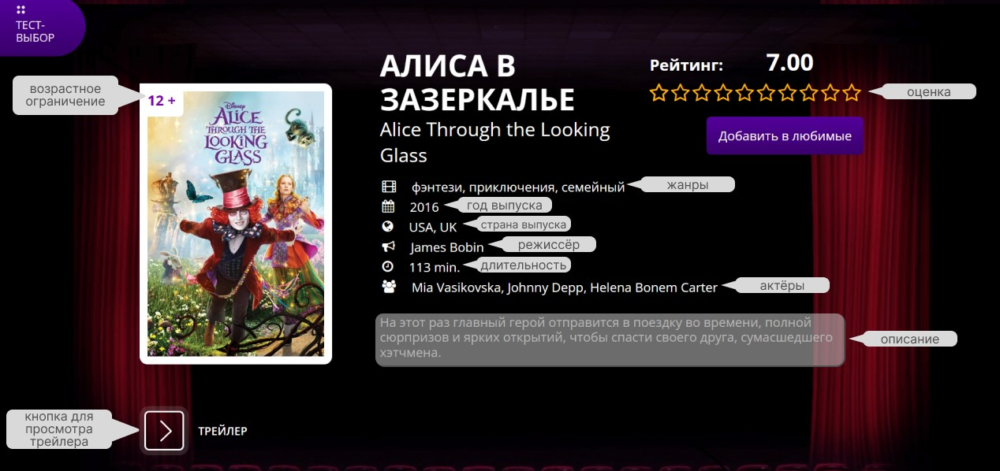 ТЕСТ-
ВЫБОР
возрастное
ограничение
12 +
Disney
ALICE
THROUGH THE
LOOKING
GLASS
АЛИСА В
ЗАЗЕРКАЛЬЕ
Alice Through the Looking
Glass
Рейтинг: 7.00
оценка
Добавить в любимые
фэнтези, приключения, семейный
жанры
2016
год выпуска
USA, UK
страна выпуска
James Bobin
режиссёр
113 min.
длительность
Mia Vasikovska, Johnny Depp, Helena Bonem Carter
актёры
На этот раз главный герой отправится в поездку во времени, полной
сюрпризов и ярких открытий, чтобы спасти своего друга, сумасшедшего
хэтчмена.
описание
кнопка для
просмотра
трейлера
ТРЕЙЛЕР